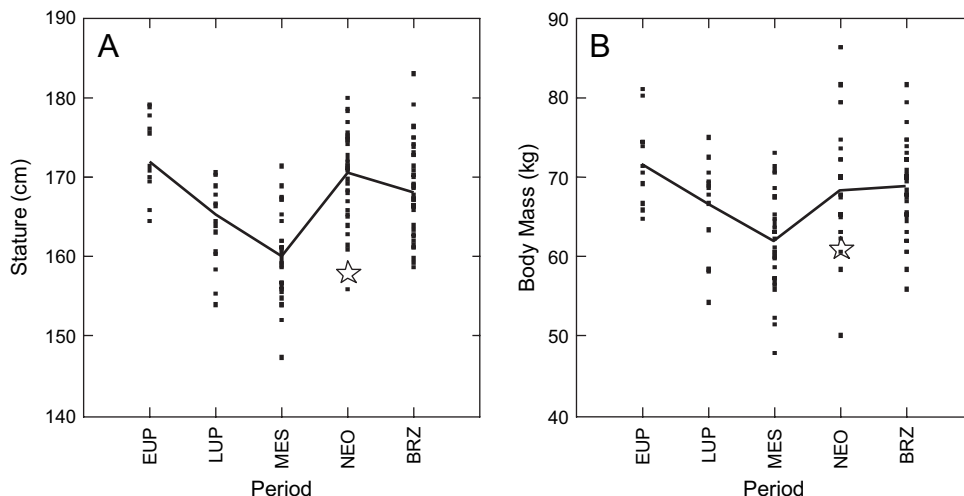 A
190
180
170
160
150
140
Stature (cm)
EUP
LUP
MES
NEO
BRZ
Period
B
90
80
70
60
50
40
Body Mass (kg)
EUP
LUP
MES
NEO
BRZ
Period